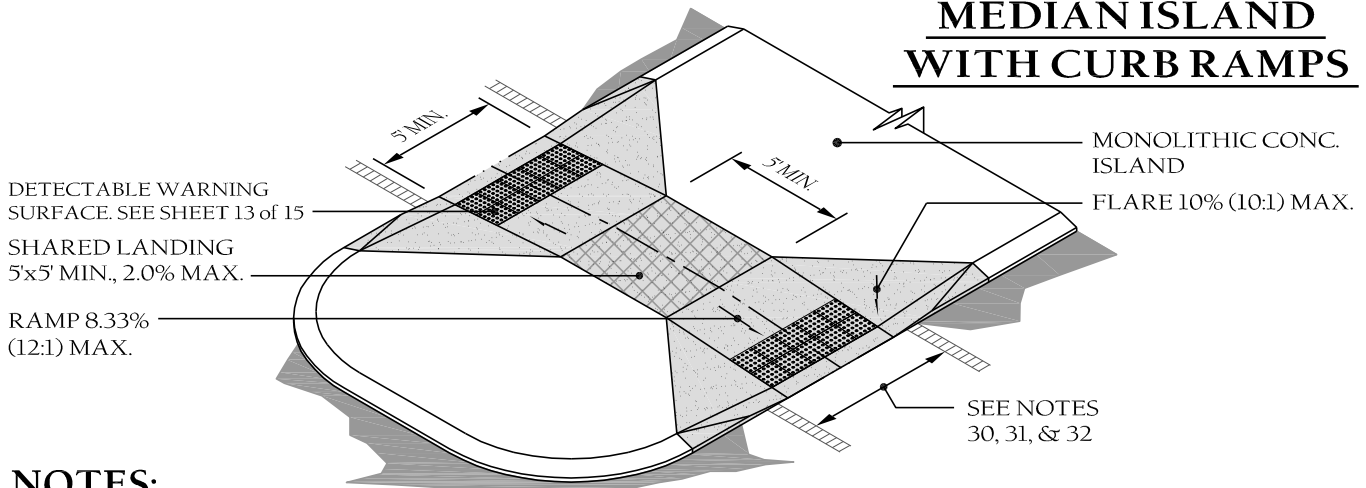 MEDIAN ISLAND
WITH CURB RAMPS
5' MIN.
5' MIN.
MONOLITHIC CONC.
ISLAND
FLARE 10% (10:1) MAX.
DETECTABLE WARNING
SURFACE. SEE SHEET 13 of 15
SHARED LANDING
5'x5' MIN., 2.0% MAX.
RAMP 8.33%
(12:1) MAX.
SEE NOTES
30, 31, & 32
NOTES: